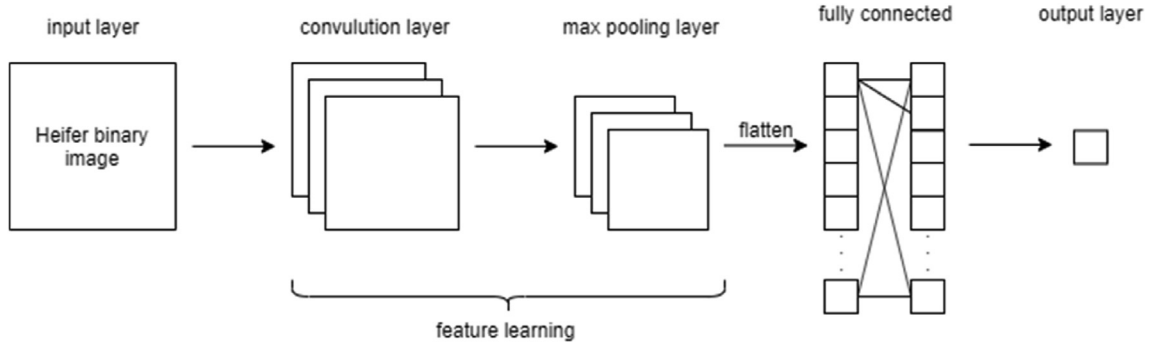 input layer
convulution layer
max pooling layer
fully connected
output layer
Heifer binary
image
flatten
feature learning